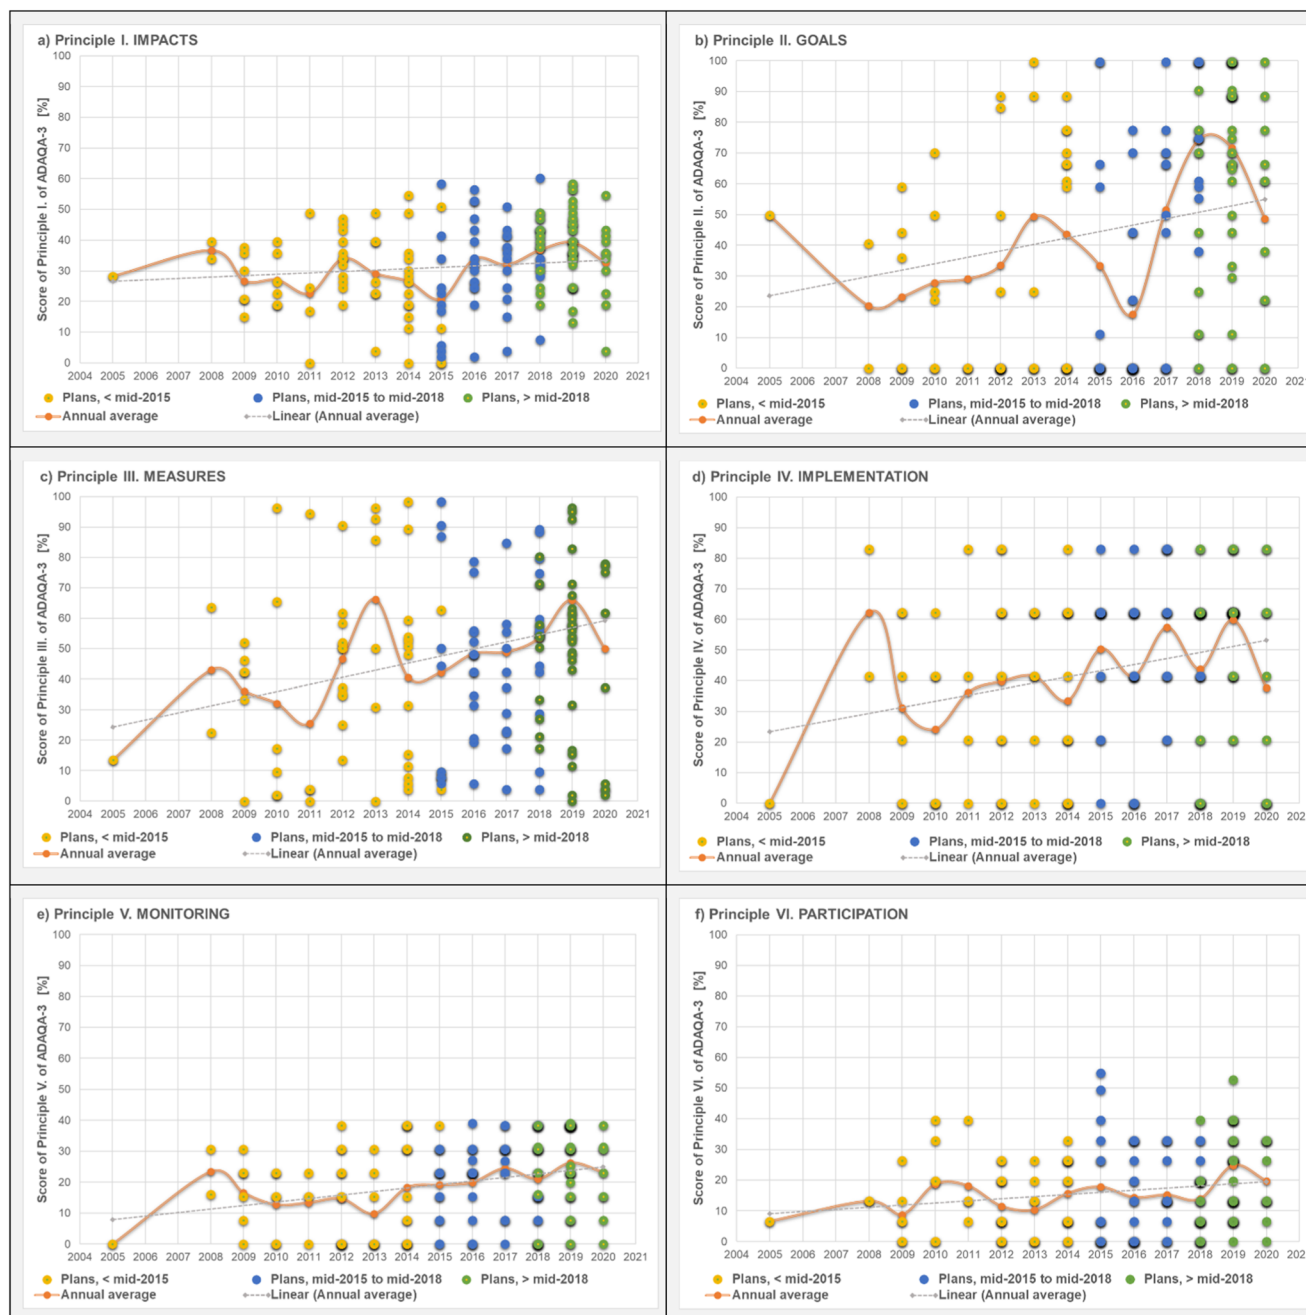 a) Principle I. IMPACTS
Score of Principle I. of ADAQA-3 [%]
100
90
80
70
60
50
40
30
20
10
0
2004 2005 2006 2007 2008 2009 2010 2011 2012 2013 2014 2015 2016 2017 2018 2019 2020 2021
Plans, < mid-2015 Plans, mid-2015 to mid-2018 Plans, > mid-2018
Annual average Linear (Annual average)
b) Principle II. GOALS
Score of Principle II. of ADAQA-3 [%]
100
90
80
70
60
50
40
30
20
10
0
2004 2005 2006 2007 2008 2009 2010 2011 2012 2013 2014 2015 2016 2017 2018 2019 2020 202
Plans, < mid-2015 Plans, mid-2015 to mid-2018 Plans, > mid-2018
Annual average Linear (Annual average)
c) Principle III. MEASURES
Score of Principle III. of ADAQA-3 [%]
100
90
80
70
60
50
40
30
20
10
0
2004 2005 2006 2007 2008 2009 2010 2011 2012 2013 2014 2015 2016 2017 2018 2019 2020 2021
Plans, < mid-2015 Plans, mid-2015 to mid-2018 Plans, > mid-2018
Annual average Linear (Annual average)
d) Principle IV. IMPLEMENTATION
Score of Principle IV. of ADAQA-3 [%]
100
90
80
70
60
50
40
30
20
10
0
2004 2005 2006 2007 2008 2009 2010 2011 2012 2013 2014 2015 2016 2017 2018 2019 2020 202
Plans, < mid-2015 Plans, mid-2015 to mid-2018 Plans, > mid-2018
Annual average Linear (Annual average)
e) Principle V. MONITORING
Score of Principle V. of ADAQA-3 [%]
100
90
80
70
60
50
40
30
20
10
0
2004 2005 2006 2007 2008 2009 2010 2011 2012 2013 2014 2015 2016 2017 2018 2019 2020 2021
Plans, < mid-2015 Plans, mid-2015 to mid-2018 Plans, > mid-2018
Annual average Linear (Annual average)
f) Principle VI. PARTICIPATION
Score of Principle VI. of ADAQA-3 [%]
100
90
80
70
60
50
40
30
20
10
0
2004 2005 2006 2007 2008 2009 2010 2011 2012 2013 2014 2015 2016 2017 2018 2019 2020 202
Plans, < mid-2015 Plans, mid-2015 to mid-2018 Plans, > mid-2018
Annual average Linear (Annual average)